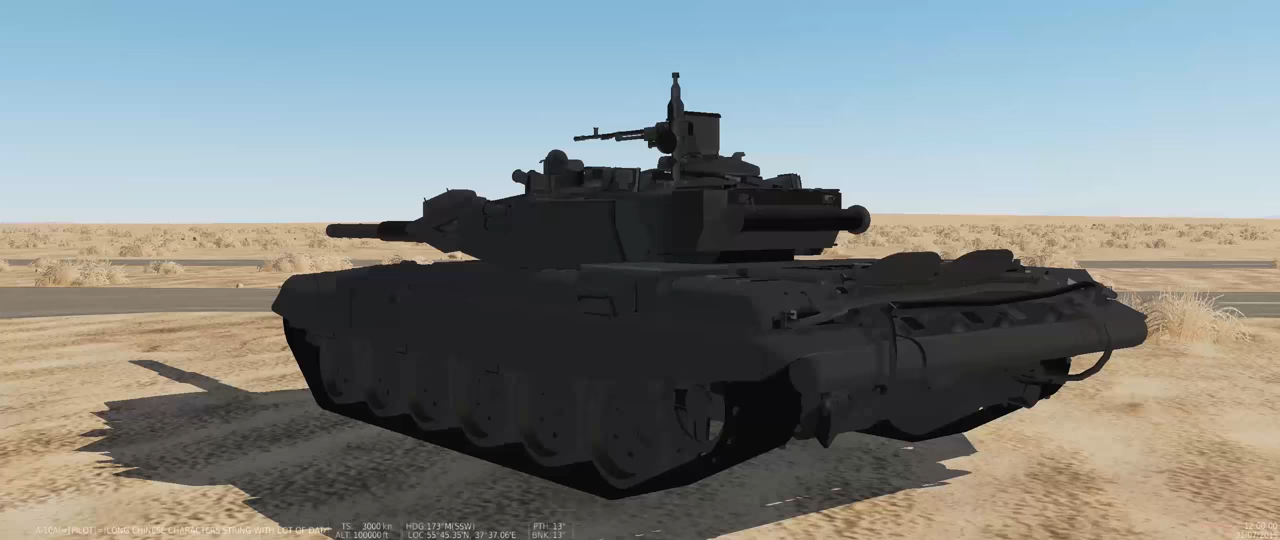 A-10A - [PILOT] - !LONG CHINESE CHARACTERS STRING WITH LOT OF DATA
TS. 3000 kn
ALT. 100000 ft
HDG:173°M(SSW)
LOC 55°45.35'N, 37°37.06'E
PTH: 13°
BNK: 13°
12:00:00